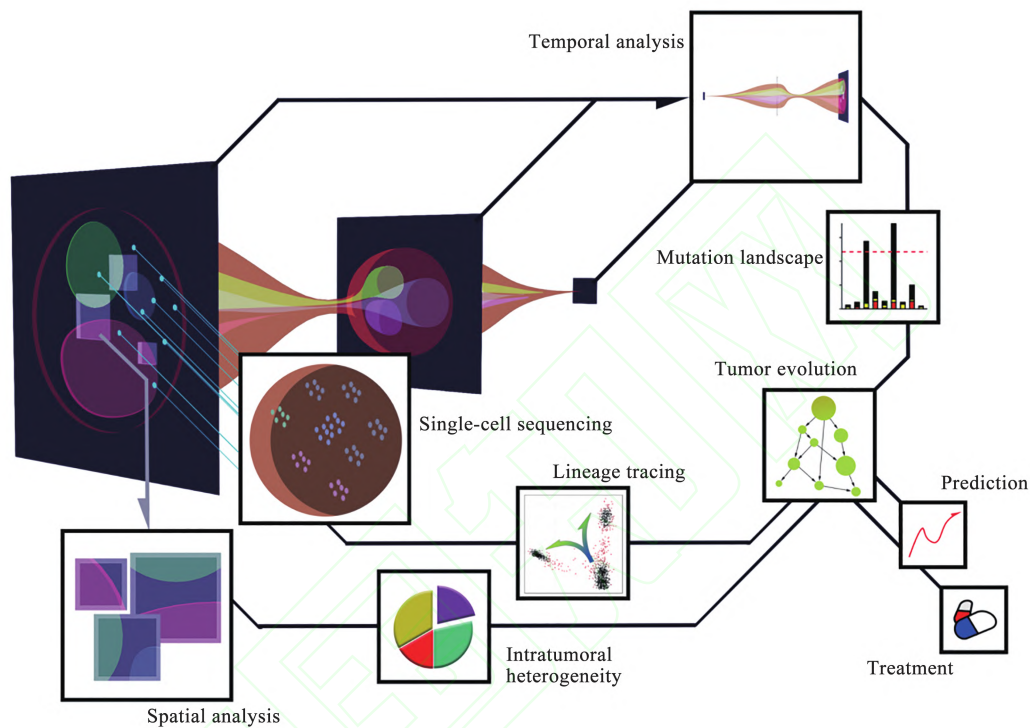 Temporal analysis
Mutation landscape
Tumor evolution
Single-cell sequencing
Lineage tracing
Prediction
Intratumoral
heterogeneity
Treatment
Spatial analysis